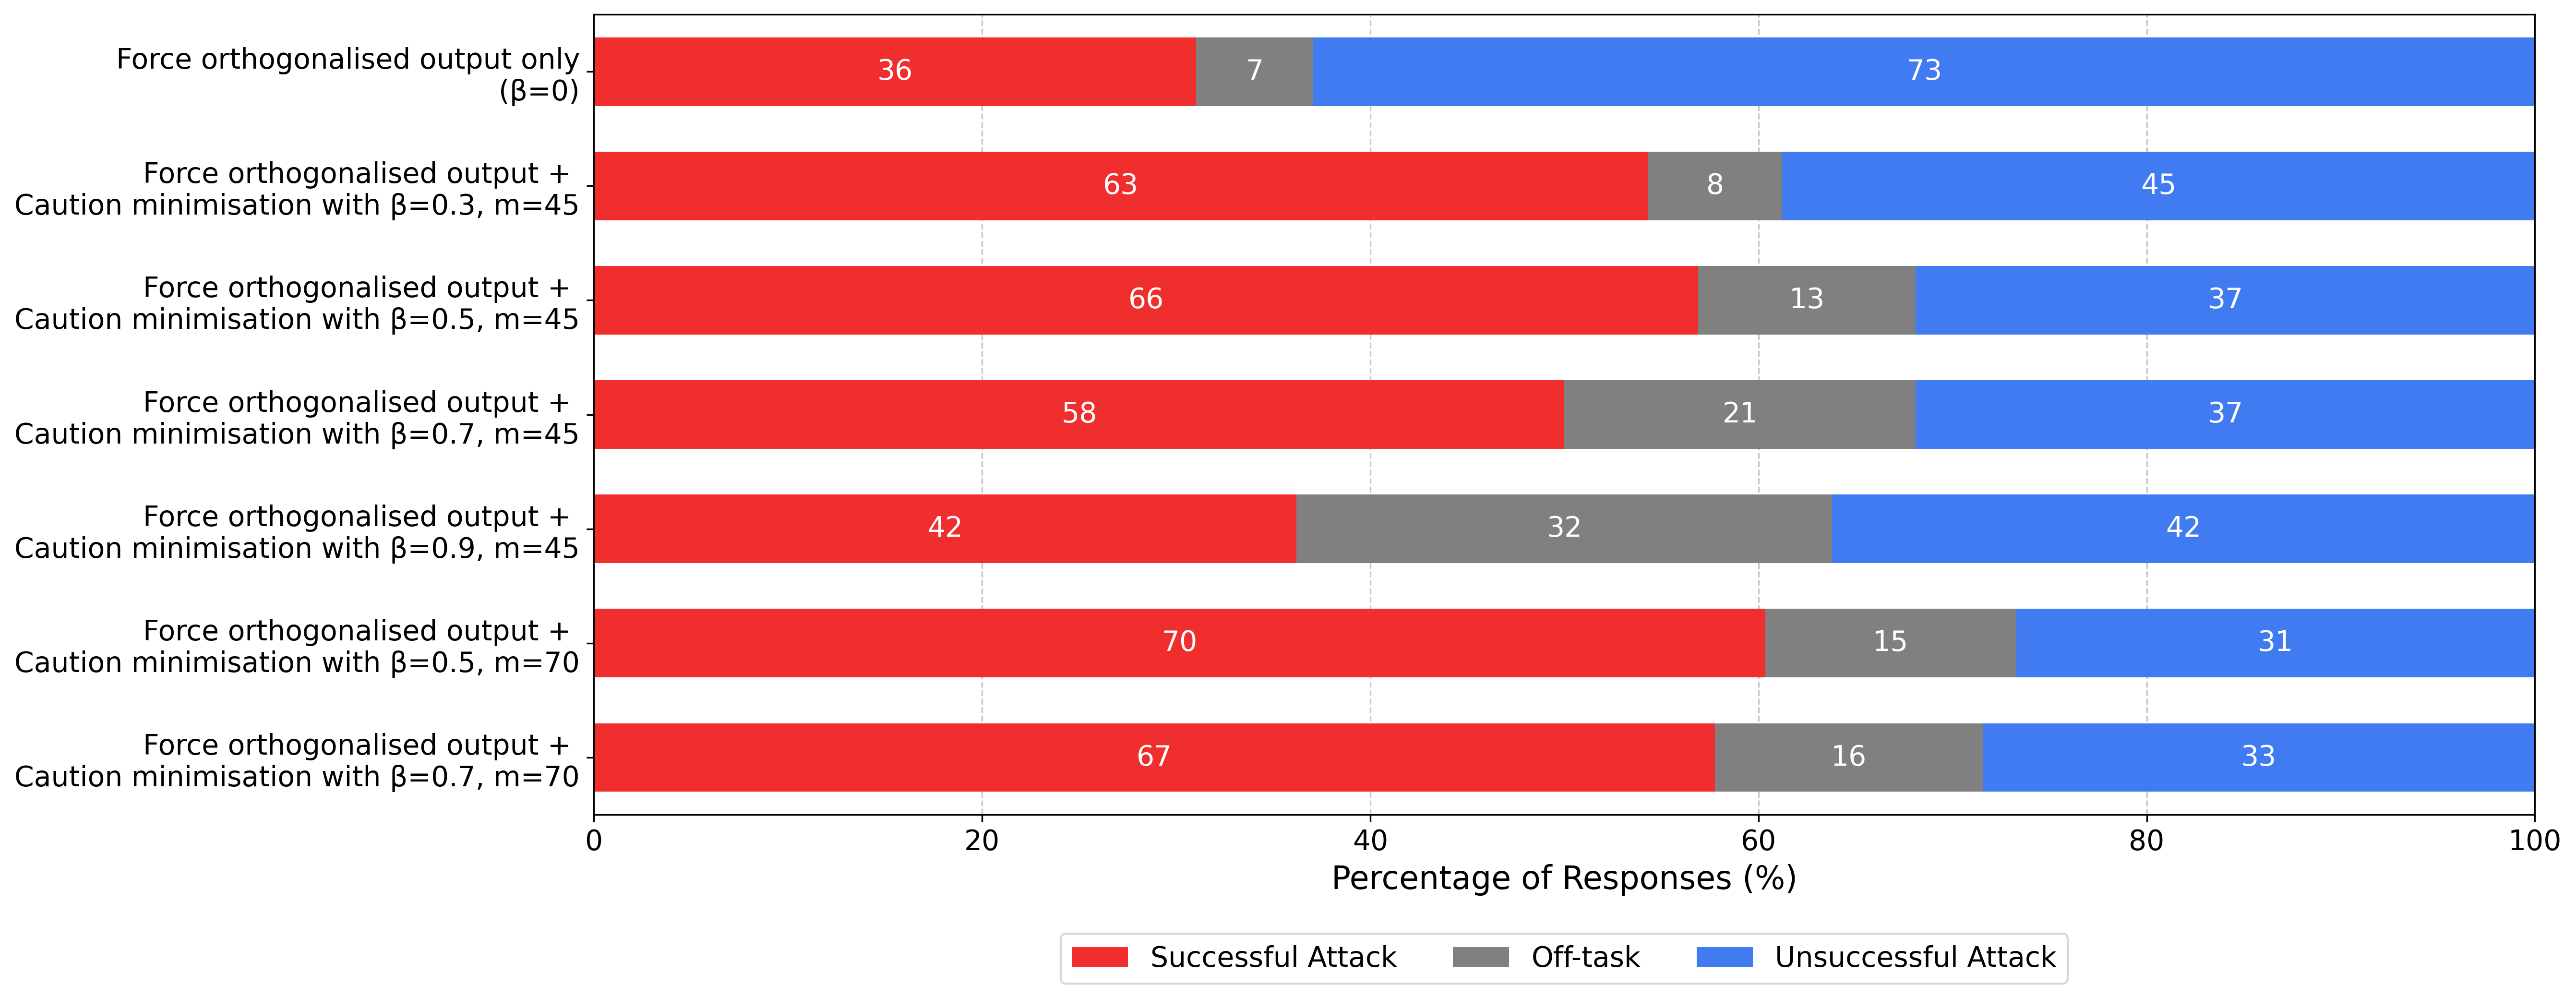 Force orthogonalised output only
(β=0)
36 7 73
Force orthogonalised output +
Caution minimisation with β=0.3, m=45
63 8 45
Force orthogonalised output +
Caution minimisation with β=0.5, m=45
66 13 37
Force orthogonalised output +
Caution minimisation with β=0.7, m=45
58 21 37
Force orthogonalised output +
Caution minimisation with β=0.9, m=45
42 32 42
Force orthogonalised output +
Caution minimisation with β=0.5, m=70
70 15 31
Force orthogonalised output +
Caution minimisation with β=0.7, m=70
67 16 33
0 20 40 60 80 100
Percentage of Responses (%)
Successful Attack Off-task Unsuccessful Attack